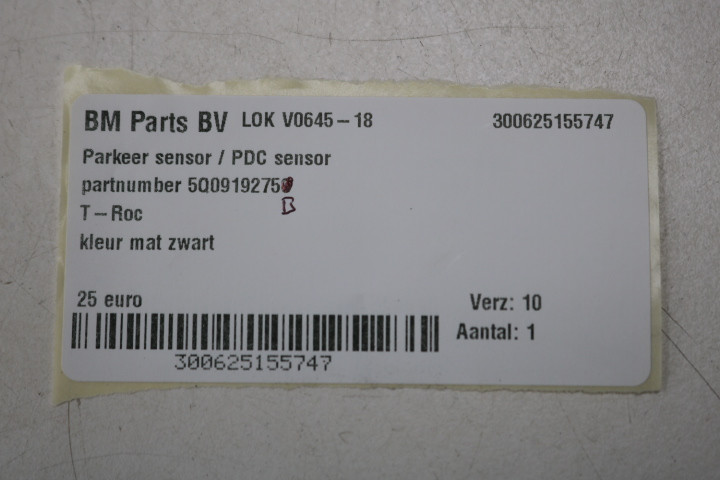 BM Parts BV LOK V0645-18 300625155747
Parkeer sensor / PDC sensor
partnumber 5Q0919275
B
T-Roc
kleur mat zwart
25 euro Verz: 10
Aantal: 1
300625155747